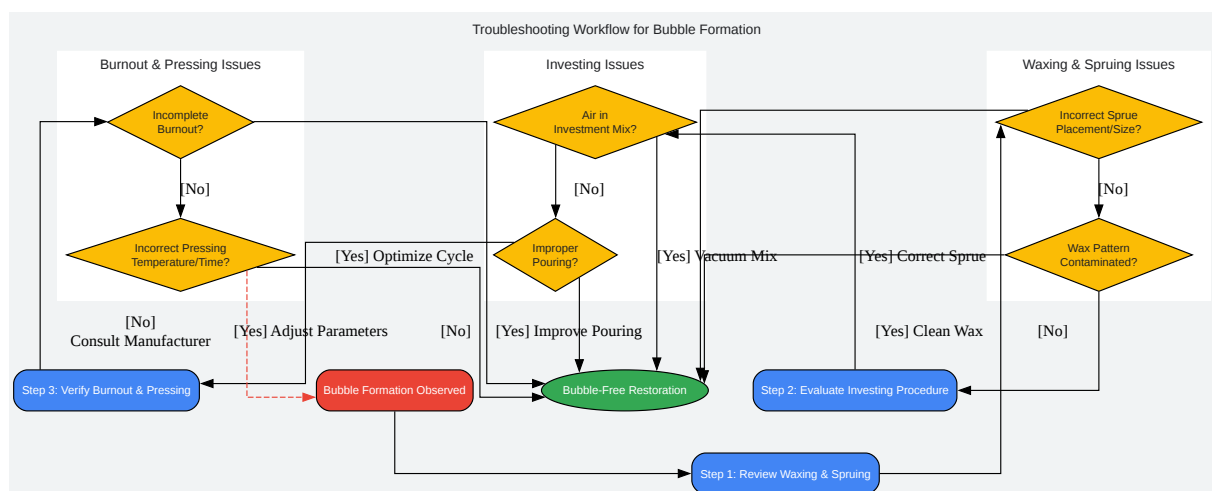 Troubleshooting Workflow for Bubble Formation
Burnout & Pressing Issues
Investing Issues
Waxing & Spruing Issues
Incomplete
Burnout?
Air in
Investment Mix?
Incorrect Sprue
Placement/Size?
[No]
[No]
[No]
Incorrect Pressing
Temperature/Time?
[Yes] Optimize Cycle
Improper
Pouring?
[Yes] Vacuum Mix
[Yes] Correct Sprue
Wax Pattern
Contaminated?
[No]
Consult Manufacturer
[Yes] Adjust Parameters
[No]
[Yes] Improve Pouring
[Yes] Clean Wax
[No]
Step 3: Verify Burnout & Pressing
Bubble Formation Observed
Bubble-Free Restoration
Step 2: Evaluate Investing Procedure
Step 1: Review Waxing & Spruing